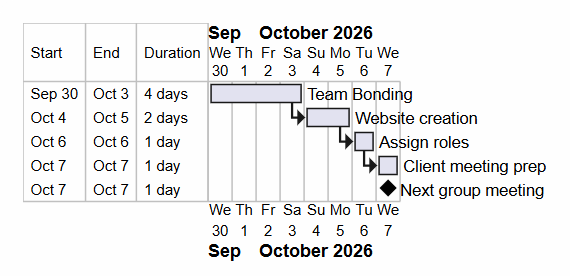 Sep October 2026
Start End Duration We Th Fr Sa Su Mo Tu We
30 1 2 3 4 5 6 7
Sep 30 Oct 3 4 days Team Bonding
Oct 4 Oct 5 2 days Website creation
Oct 6 Oct 6 1 day Assign roles
Oct 7 Oct 7 1 day Client meeting prep
Oct 7 Oct 7 1 day Next group meeting
We Th Fr Sa Su Mo Tu We
30 1 2 3 4 5 6 7
Sep October 2026